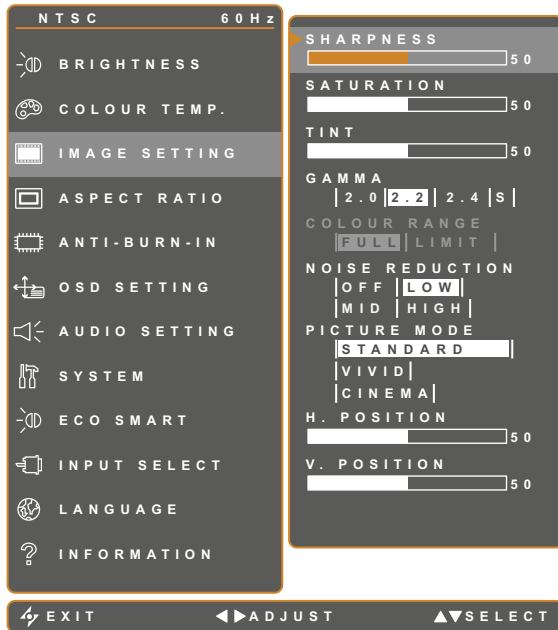 NTSC 60Hz
BRIGHTNESS
COLOUR TEMP.
IMAGE SETTING
ASPECT RATIO
ANTI-BURN-IN
OSD SETTING
AUDIO SETTING
SYSTEM
ECO SMART
INPUT SELECT
LANGUAGE
INFORMATION
SHARPNESS
50
SATURATION
50
TINT
50
GAMMA
2.0 2.2 2.4 S
COLOUR RANGE
FULL LIMIT
NOISE REDUCTION
OFF LOW
MID HIGH
PICTURE MODE
STANDARD
VIVID
CINEMA
H. POSITION
50
V. POSITION
50
EXIT ADJUST SELECT